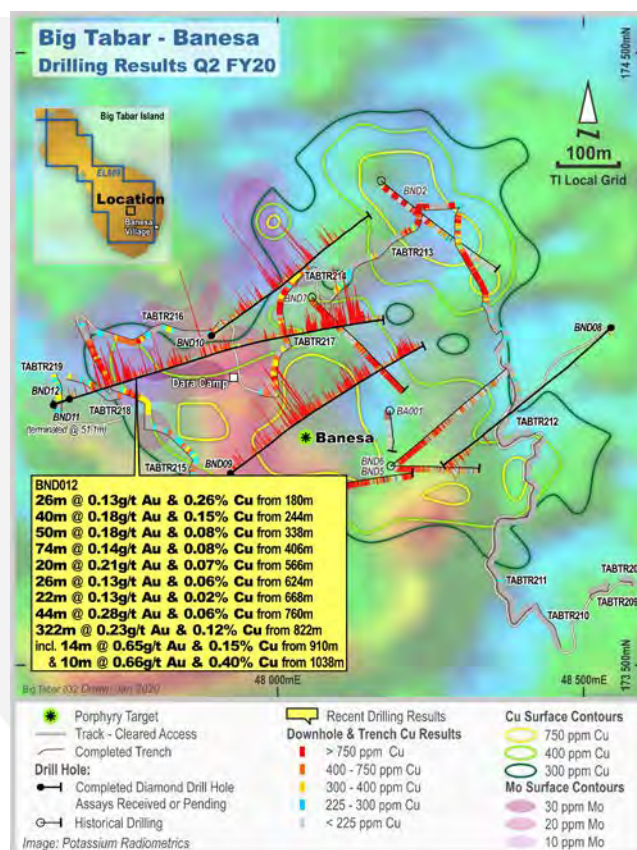 Big Tabar - Banesa
Drilling Results Q2 FY20
174 500mN
Big Tabar Island
EL609
Location
Banesa
Village
100m
TI Local Grid
BND2
TABTR213
TABTR214
BND7
TABTR216
BND10
TABTR217
BND08
TABTR219
BND12
BND11
(terminated @ 51.1m)
TABTR218
Dara Camp
BA001
TABTR212
Banesa
TABTR215
BND09
BND6
BND5
BND012
26m @ 0.13g/t Au & 0.26% Cu from 180m
40m @ 0.18g/t Au & 0.15% Cu from 244m
50m @ 0.18g/t Au & 0.08% Cu from 338m
74m @ 0.14g/t Au & 0.08% Cu from 406m
20m @ 0.21g/t Au & 0.07% Cu from 566m
26m @ 0.13g/t Au & 0.06% Cu from 624m
22m @ 0.13g/t Au & 0.02% Cu from 668m
44m @ 0.28g/t Au & 0.06% Cu from 760m
322m @ 0.23g/t Au & 0.12% Cu from 822m
incl. 14m @ 0.65g/t Au & 0.15% Cu from 910m
& 10m @ 0.66g/t Au & 0.40% Cu from 1038m
TABTR211
TABTR210
TABTR209
173 500mN
Big Tabar 032 Drown Jan 2020
48 000mE
48 500mE
Porphyry Target
Track - Cleared Access
Completed Trench
Drill Hole:
Completed Diamond Drill Hole
Assays Received or Pending
Historical Drilling
Image: Potassium Radiometrics
Recent Drilling Results
Downhole & Trench Cu Results
> 750 ppm Cu
400 - 750 ppm Cu
300 - 400 ppm Cu
225 - 300 ppm Cu
< 225 ppm Cu
Cu Surface Contours
750 ppm Cu
400 ppm Cu
300 ppm Cu
Mo Surface Contours
30 ppm Mo
20 ppm Mo
10 ppm Mo